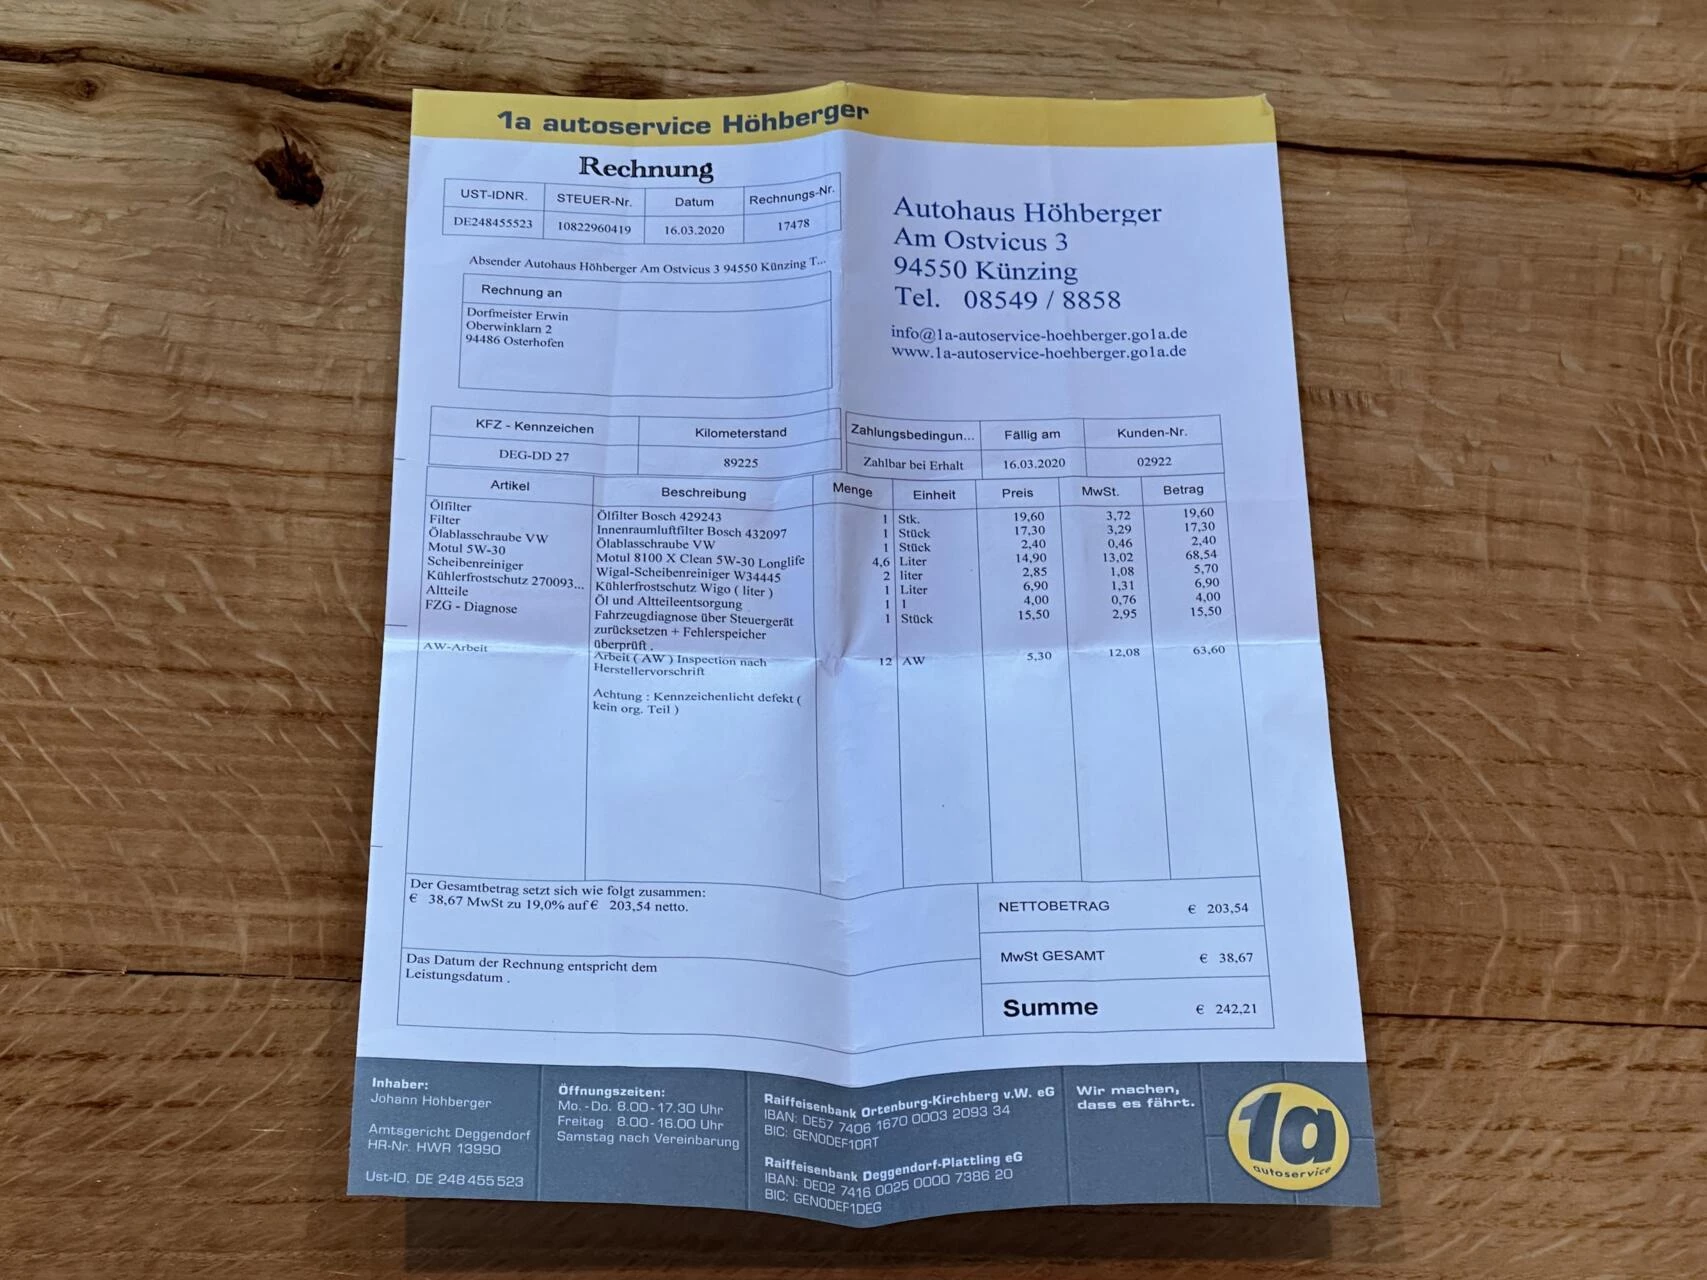 1a autoservice Höhberger
Rechnung
UST-IDNR. STEUER-Nr. Datum Rechnungs-Nr.
DE248455523 10822960419 16.03.2020 17478
Autohaus Höhberger
Am Ostvicus 3
94550 Künzing
Tel. 08549 / 8858
info@1a-autoservice-hoehberger.go1a.de
www.1a-autoservice-hoehberger.go1a.de
Absender Autohaus Höhberger Am Ostvicus 3 94550 Künzing T...
Rechnung an
Dorfmeister Erwin
Oberwinklarn 2
94486 Osterhofen
KFZ - Kennzeichen Kilometerstand Zahlungsbedingun... Fällig am Kunden-Nr.
DEG-DD 27 89225 Zahlbar bei Erhalt 16.03.2020 02922
Artikel Beschreibung Menge Einheit Preis MwSt. Betrag
Ölfilter Ölfilter Bosch 429243 1 Stk. 19,60 3,72 19,60
Filter Innenraumluftfilter Bosch 432097 1 Stück 17,30 3,29 17,30
Ölablasschraube VW Ölablasschraube VW 1 Stück 2,40 0,46 2,40
Motul 5W-30 Motul 8100 X Clean 5W-30 Longlife 4,6 Liter 14,90 13,02 68,54
Scheibenreiniger Wigal-Scheibenreiniger W34445 2 liter 2,85 1,08 5,70
Kühlerfrostschutz 270093... Kühlerfrostschutz Wigo ( liter ) 1 Liter 6,90 1,31 6,90
Altteile Öl und Altteileentsorgung 1 1 4,00 0,76 4,00
FZG - Diagnose Fahrzeugdiagnose über Steuergerät 1 Stück 15,50 2,95 15,50
zurücksetzen + Fehlerspeicher
überprüft .
AW-Arbeit Arbeit ( AW ) Inspection nach 12 AW 5,30 12,08 63,60
Herstellervorschrift
Achtung : Kennzeichenlicht defekt (
kein org. Teil )
Der Gesamtbetrag setzt sich wie folgt zusammen:
€ 38,67 MwSt zu 19,0% auf € 203,54 netto.
NETTOBETRAG € 203,54
Das Datum der Rechnung entspricht dem
Leistungsdatum .
MwSt GESAMT € 38,67
Summe € 242,21
Inhaber:
Johann Höhberger
Amtsgericht Deggendorf
HR-Nr. HWR 13990
Ust-ID. DE 248 455 523
Öffnungszeiten:
Mo. - Do. 8.00 - 17.30 Uhr
Freitag 8.00 - 16.00 Uhr
Samstag nach Vereinbarung
Raiffeisenbank Ortenburg-Kirchberg v.W. eG
IBAN: DE57 7406 1670 0003 2093 34
BIC: GENODEF1ORT
Raiffeisenbank Deggendorf-Plattling eG
IBAN: DE02 7416 0025 0000 7386 20
BIC: GENODEF1DEG
Wir machen,
dass es fährt.
1a
autoservice